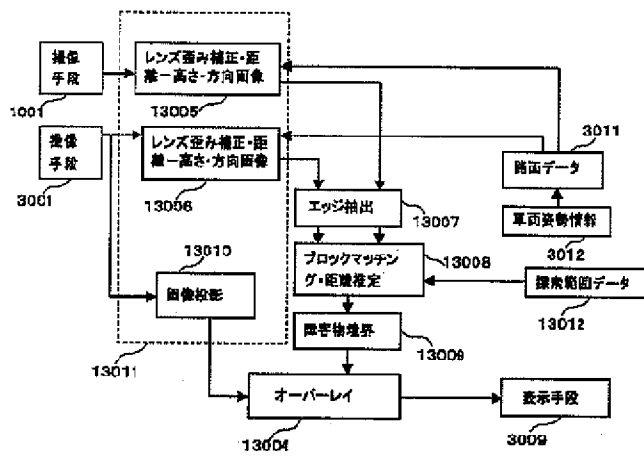 撮像
手段
1001
レンズ歪み補正・距
離ー高さ・方向画像
13005
撮像
手段
3001
レンズ歪み補正・距
離ー高さ・方向画像
13006
3011
路面データ
車両姿勢情報
3012
エッジ抽出
13007
13010
画像投影
ブロックマッチン
グ・距離推定
13008
探索範囲データ
13012
障害物境界
13009
13011
オーバーレイ
13004
表示手段
3009